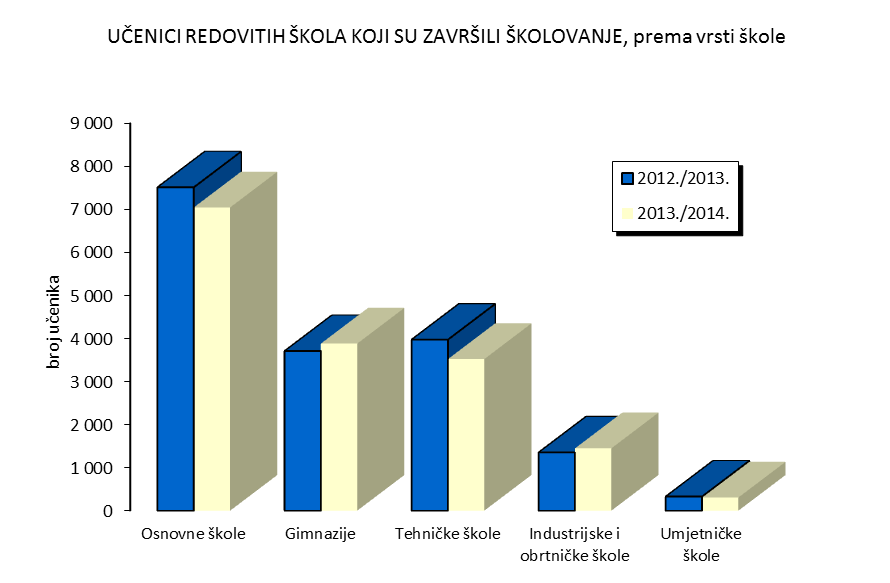 UČENICI REDOVITIH ŠKOLA KOJI SU ZAVRŠILI ŠKOLOVANJE, prema vrsti škole
9 000
8 000
7 000
6 000
5 000
4 000
3 000
2 000
1 000
0
broj učenika
2012./2013.
2013./2014.
Osnovne škole
Gimnazije
Tehničke škole
Industrijske i
obrtničke škole
Umjetničke
škole